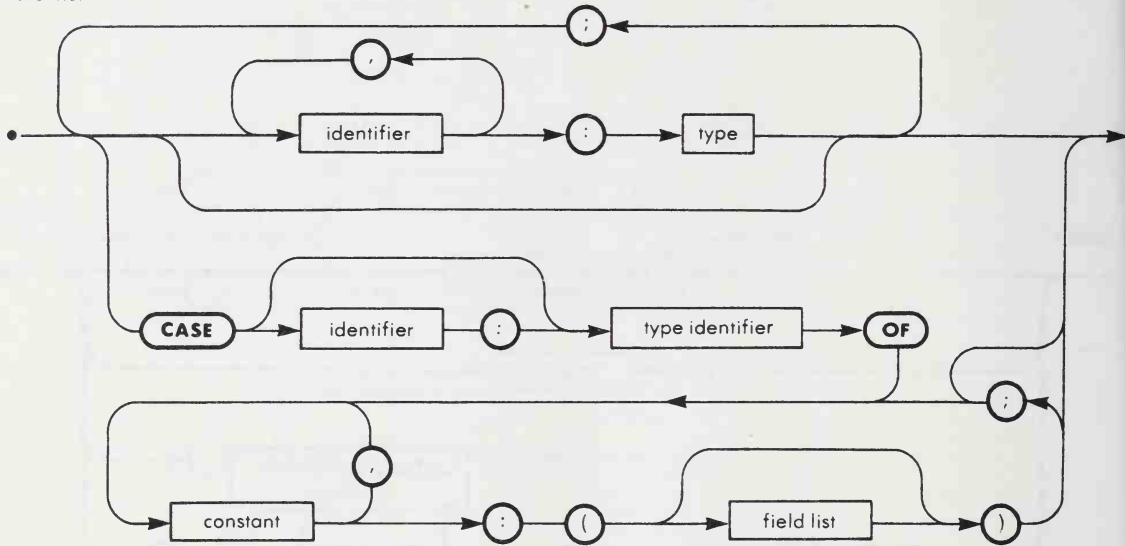 ;
,
identifier : type
CASE identifier : type identifier OF
;
,
constant : ( field list )